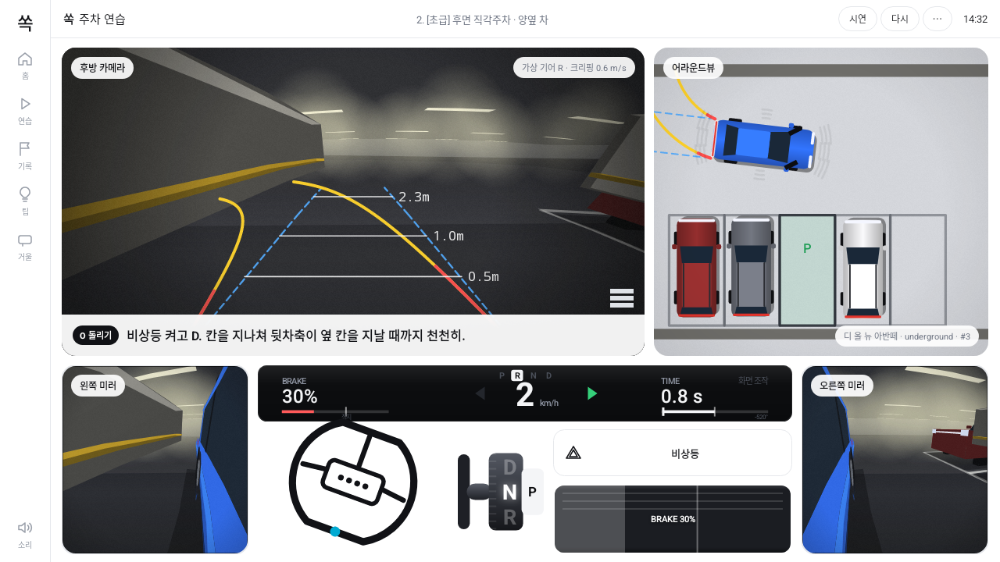 쏙
쏙 주차 연습
2. [초급] 후면 직각주차 · 양옆 차
시연
다시
14:32
홈
연습
기록
팁
거울
소리
후방 카메라
가상 기어 R · 크리핑 0.6 m/s
2.3m
1.0m
0.5m
O 돌리기
비상등 켜고 D. 칸을 지나쳐 뒷차축이 옆 칸을 지날 때까지 천천히.
어라운드뷰
P
디 올 뉴 아반떼 · underground · #3
왼쪽 미러
BRAKE
30%
P R N D
2 km/h
TIME
0.8 s
화면 조작
D
N
R
P
비상등
BRAKE 30%
오른쪽 미러